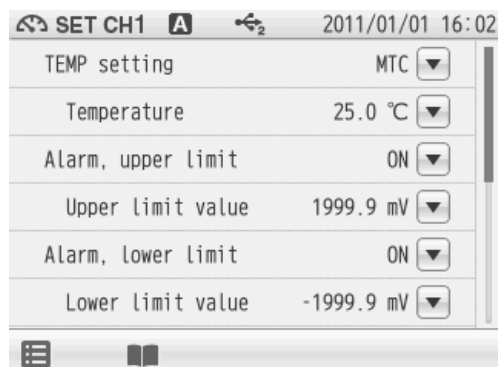 SET CH1 A 2 2011/01/01 16:02
TEMP setting MTC
Temperature 25.0 ℃
Alarm, upper limit ON
Upper limit value 1999.9 mV
Alarm, lower limit ON
Lower limit value -1999.9 mV